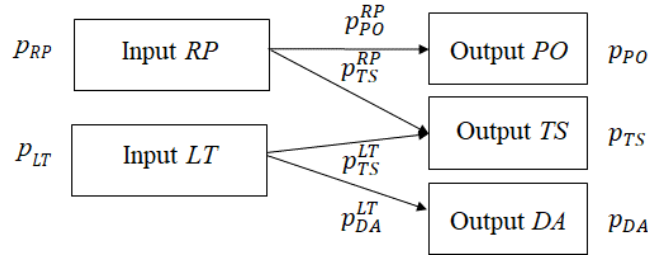 p_{RP} Input RP p_{PO}^{RP} Output PO p_{PO}
p_{TS}^{RP}
p_{LT} Input LT p_{TS}^{LT} Output TS p_{TS}
p_{DA}^{LT} Output DA p_{DA}